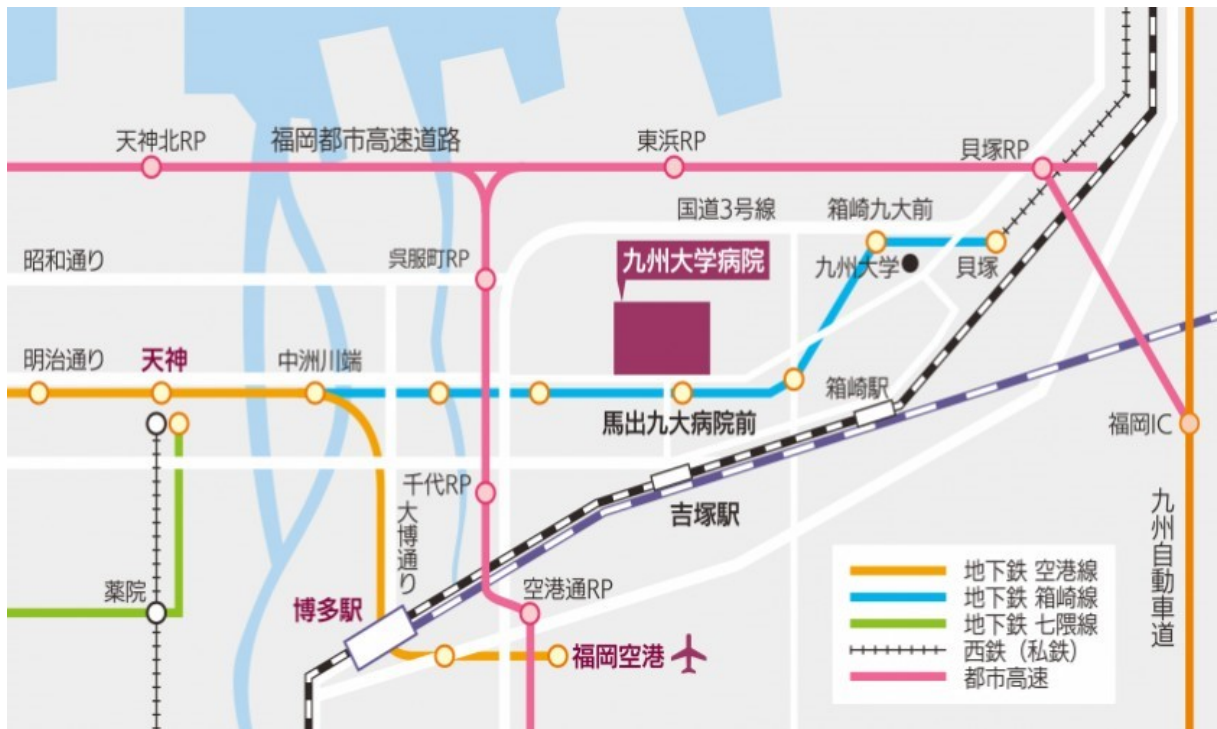 天神北RP
福岡都市高速道路
東浜RP
貝塚RP
国道3号線
箱崎九大前
昭和通り
呉服町RP
九州大学病院
九州大学
貝塚
明治通り
天神
中洲川端
馬出九大病院前
箱崎駅
福岡IC
千代RP
吉塚駅
大博通り
九州自動車道
薬院
博多駅
空港通RP
福岡空港
地下鉄 空港線
地下鉄 箱崎線
地下鉄 七隈線
西鉄（私鉄）
都市高速